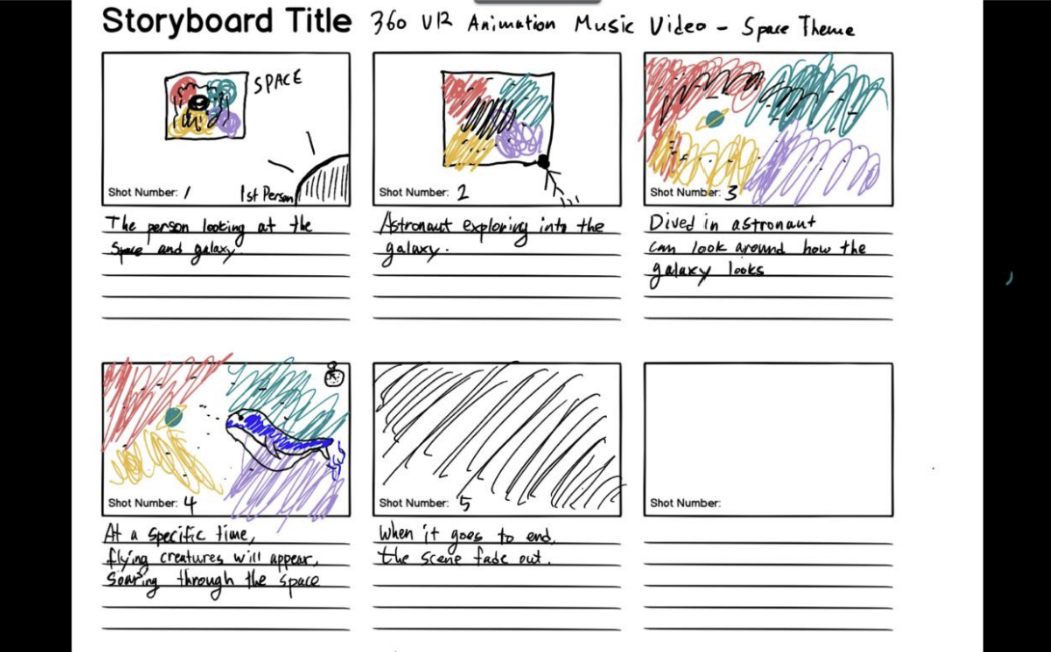 Storyboard Title 360 VR Animation Music Video - Space Theme
SPACE
Shot Number: 1
1st Person
The person looking at the
Space and galaxy.
Shot Number: 2
Astronaut exploring into the
galaxy.
Shot Number: 3
Dived in astronaut
can look around how the
galaxy looks
Shot Number: 4
At a specific time,
flying creatures will appear,
Soaring through the space
Shot Number: 5
When it goes to end,
the scene fade out.
Shot Number: